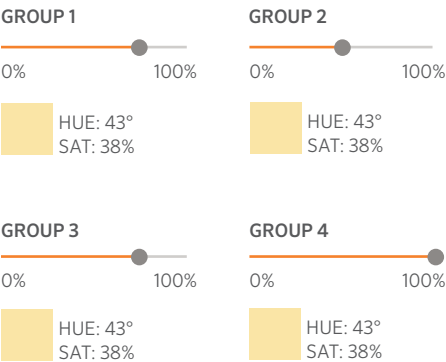 GROUP 1
0% 100%
HUE: 43°
SAT: 38%
GROUP 2
0% 100%
HUE: 43°
SAT: 38%
GROUP 3
0% 100%
HUE: 43°
SAT: 38%
GROUP 4
0% 100%
HUE: 43°
SAT: 38%